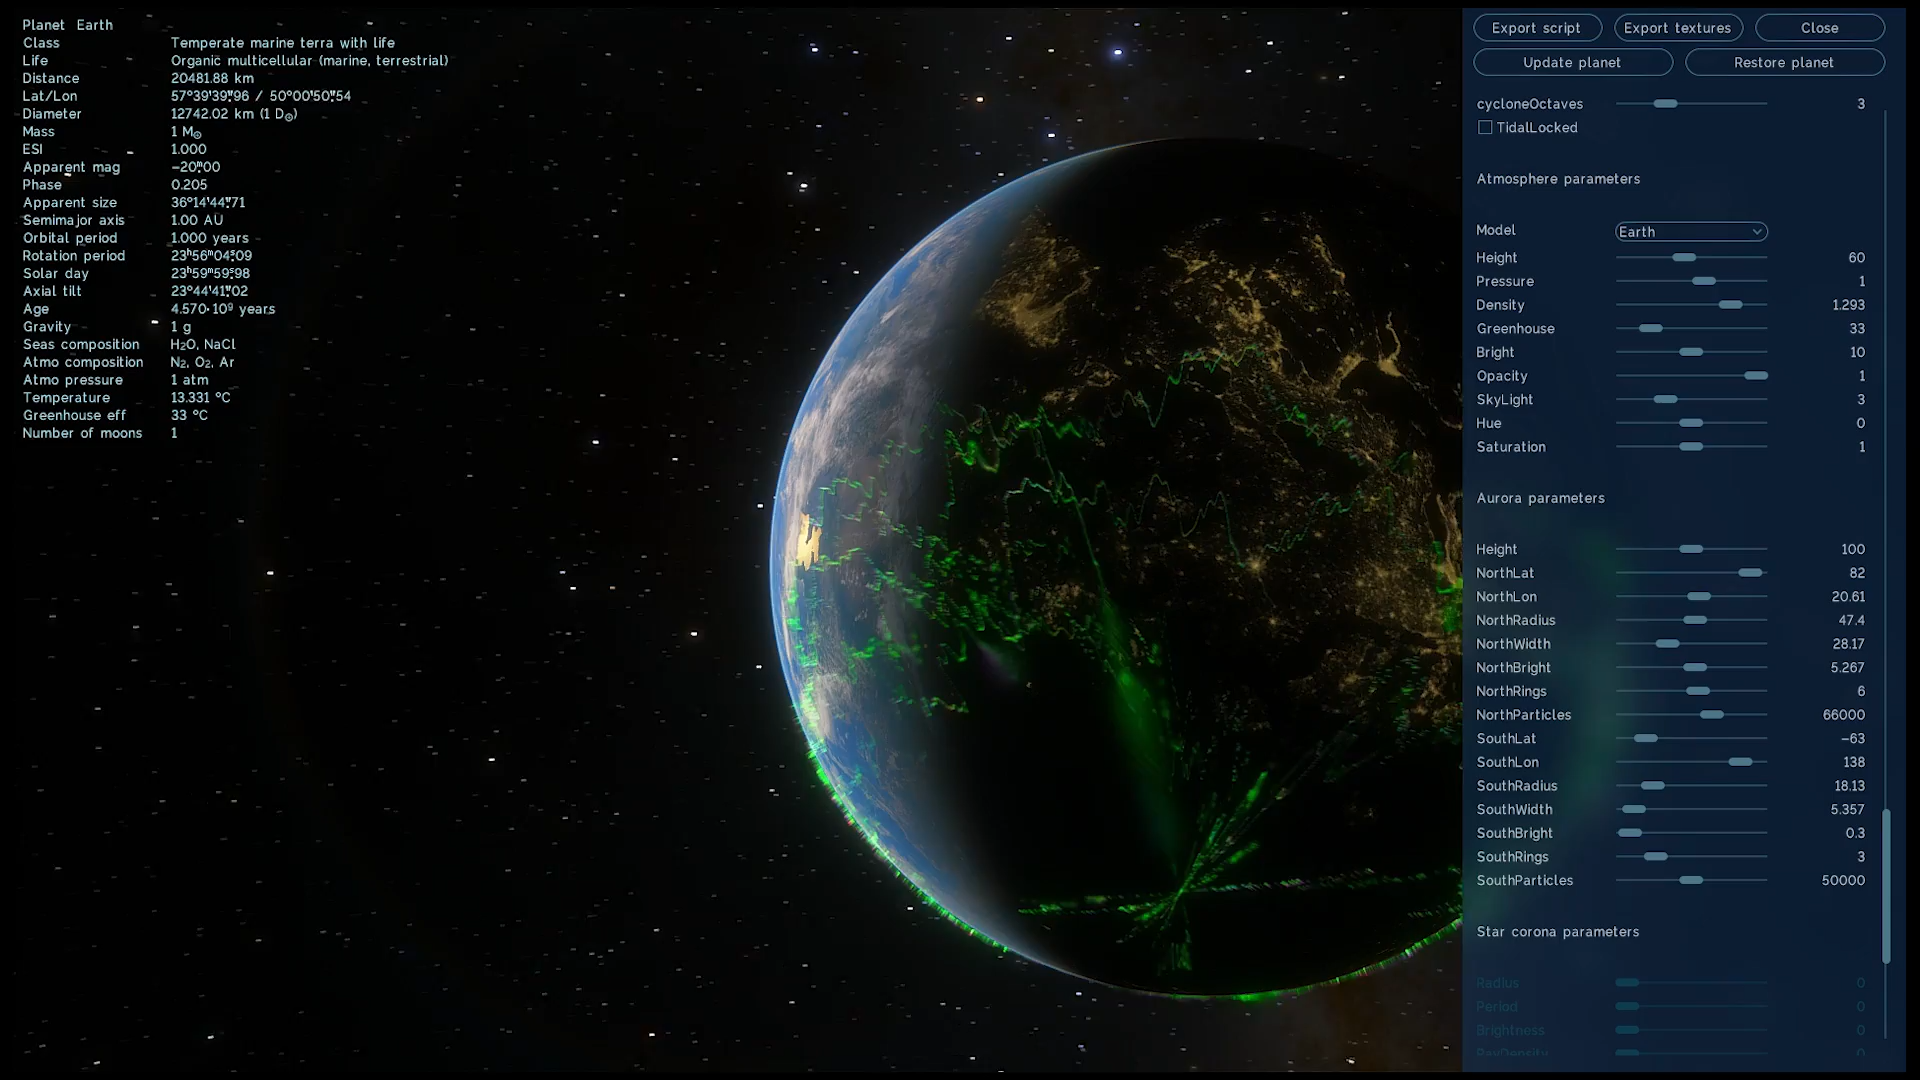 Planet Earth
Class Temperate marine terra with life
Life Organic multicellular (marine, terrestrial)
Distance 20481.88 km
Lat/Lon 57°39'39"96 / 50°00'50"54
Diameter 12742.02 km (1 D⊕)
Mass 1 M⊕
ESI 1.000
Apparent mag −20ᵐ00
Phase 0.205
Apparent size 36°14'44"71
Semimajor axis 1.00 AU
Orbital period 1.000 years
Rotation period 23ʰ56ᵐ04ˢ09
Solar day 23ʰ59ᵐ59ˢ98
Axial tilt 23°44'41"02
Age 4.570·10⁹ years
Gravity 1 g
Seas composition H₂O, NaCl
Atmo composition N₂, O₂, Ar
Atmo pressure 1 atm
Temperature 13.331 °C
Greenhouse eff 33 °C
Number of moons 1
Export script Export textures Close
Update planet Restore planet
cycloneOctaves 3
TidalLocked
Atmosphere parameters
Model Earth
Height 60
Pressure 1
Density 1.293
Greenhouse 33
Bright 10
Opacity 1
SkyLight 3
Hue 0
Saturation 1
Aurora parameters
Height 100
NorthLat 82
NorthLon 20.61
NorthRadius 47.4
NorthWidth 28.17
NorthBright 5.267
NorthRings 6
NorthParticles 66000
SouthLat −63
SouthLon 138
SouthRadius 18.13
SouthWidth 5.357
SouthBright 0.3
SouthRings 3
SouthParticles 50000
Star corona parameters
Radius 0
Period 0
Brightness 0
RayDensity 0